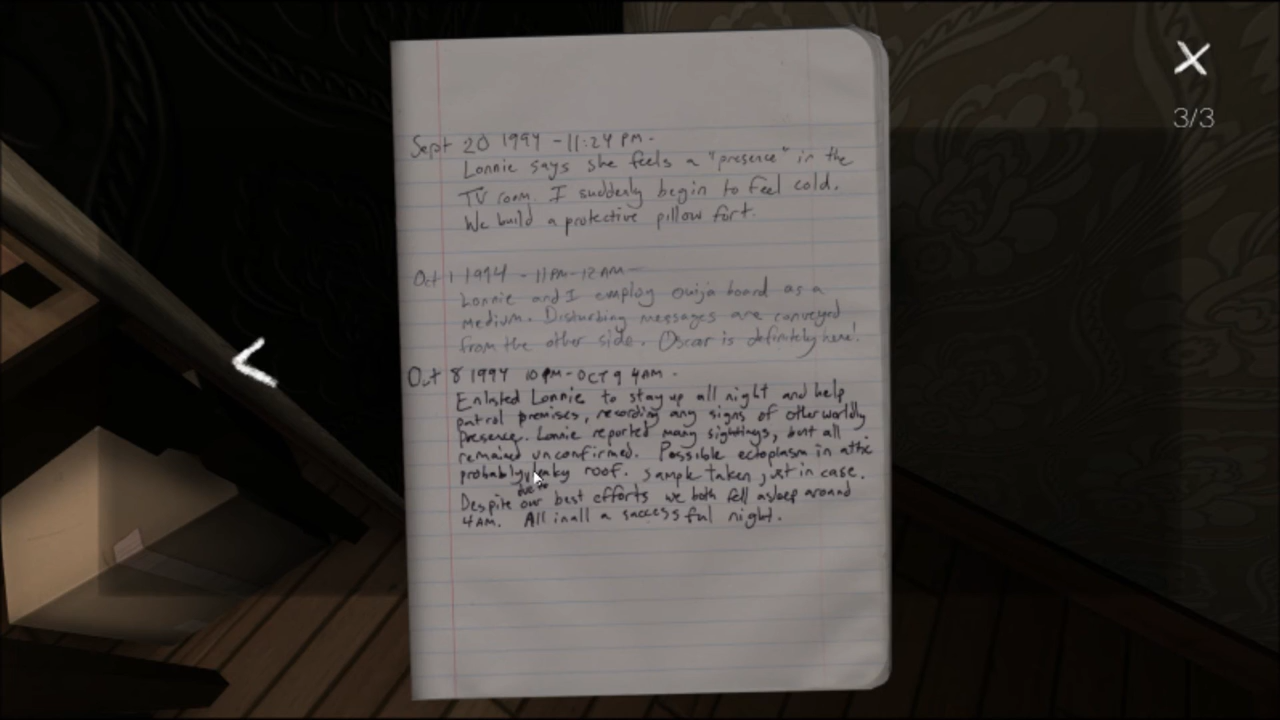 3/3
Sept 20 1994 - 11:24 PM -
Lonnie says she feels a "presence" in the
TV room. I suddenly begin to feel cold.
We build a protective pillow fort.
Oct 1 1994 - 11PM-12AM -
Lonnie and I employ ouija board as a
medium. Disturbing messages are conveyed
from the other side. Oscar is definitely here!
Oct 8 1994 10PM-OCT 9 4AM -
Enlisted Lonnie to stay up all night and help
patrol premises, recording any signs of otherworldly
presence. Lonnie reported many sightings, but all
remained unconfirmed. Possible ectoplasm in attic
probably leaky roof. sample taken just in case.
due to
Despite our best efforts we both fell asleep around
4AM. All in all a successful night.